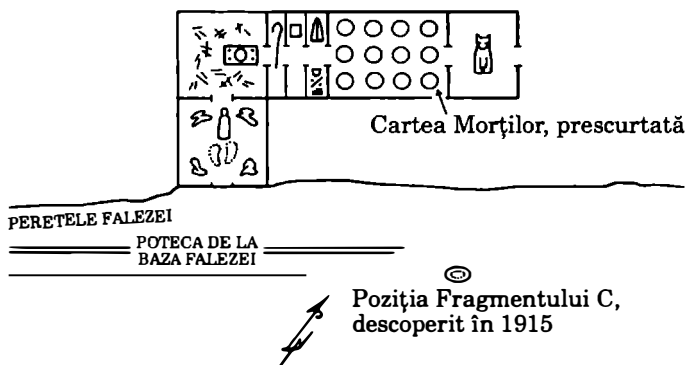 Cartea Morților, prescurtată
PERETELE FALEZEI
POTECA DE LA
BAZA FALEZEI
Poziția Fragmentului C,
descoperit în 1915